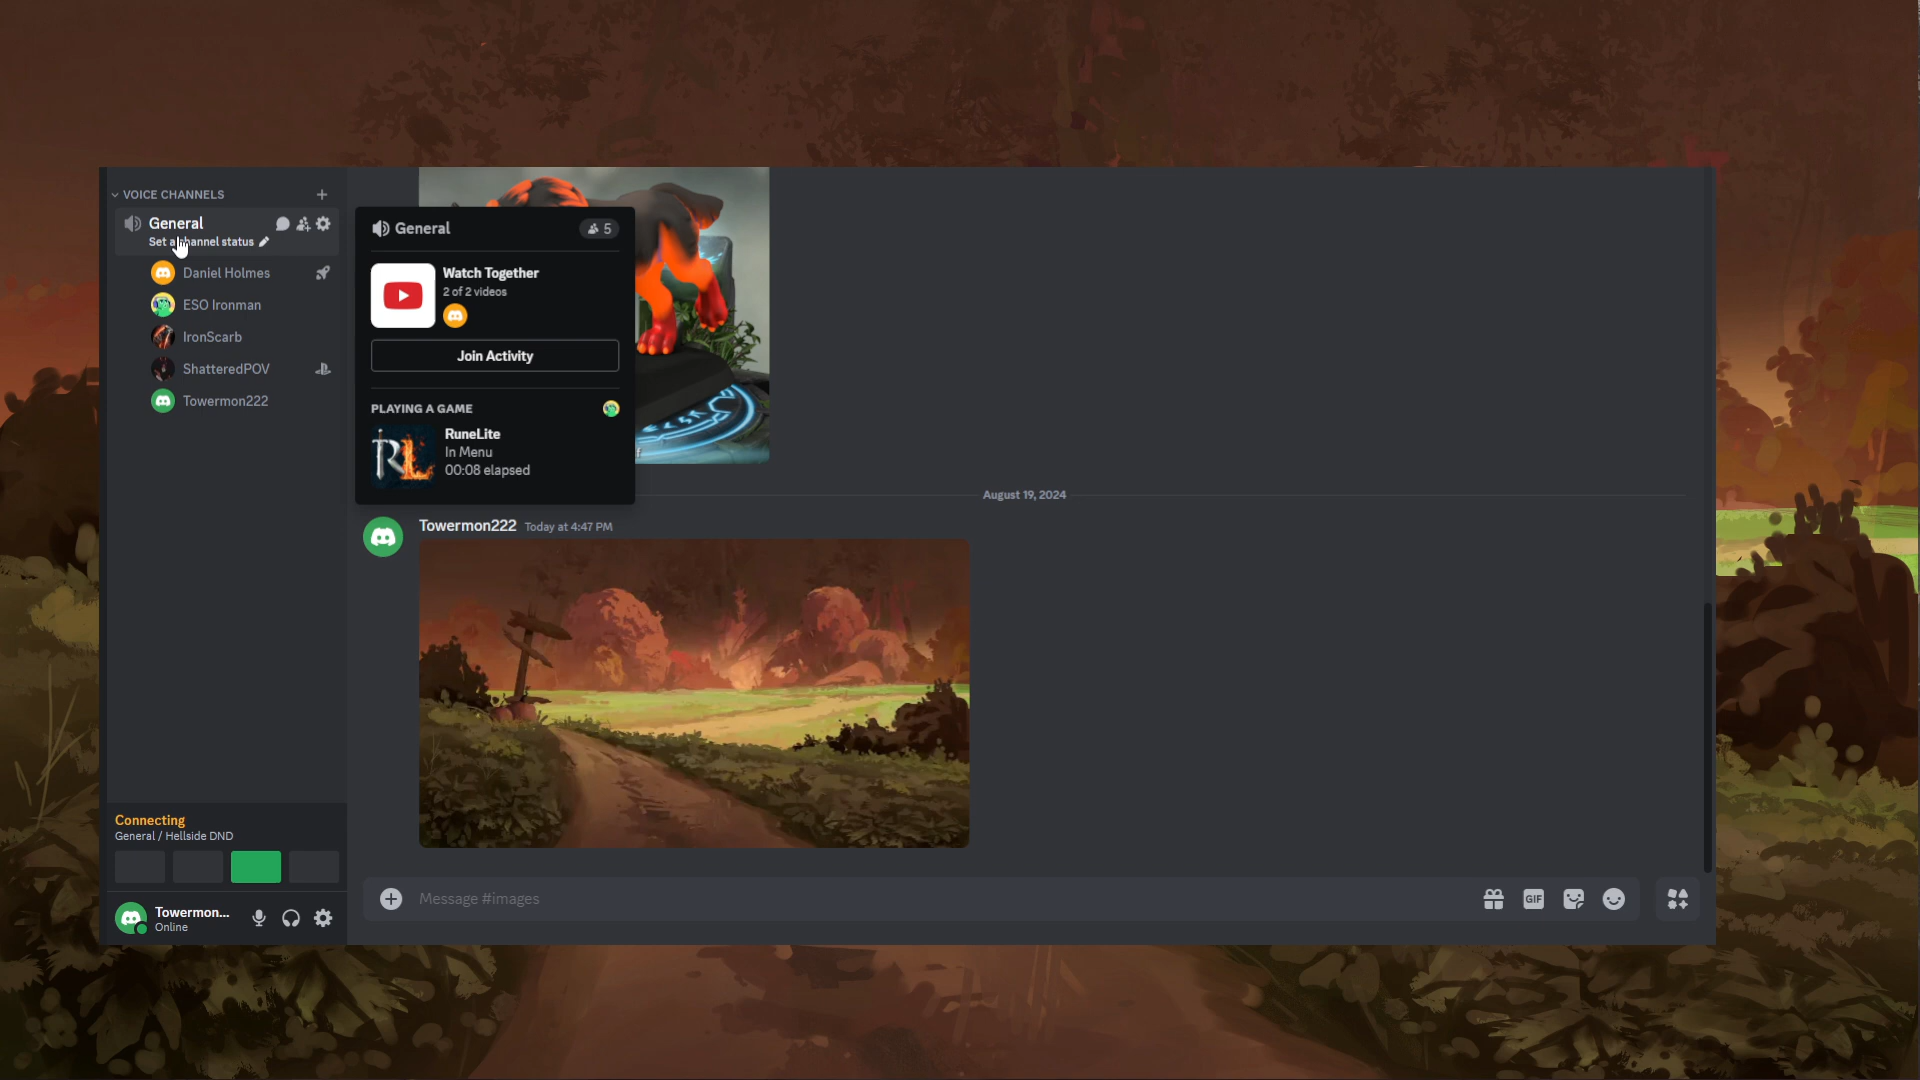 VOICE CHANNELS
General
Set a channel status
Daniel Holmes
ESO Ironman
IronScarb
ShatteredPOV
Towermon222
General
5
Watch Together
2 of 2 videos
Join Activity
PLAYING A GAME
RL
RuneLite
In Menu
00:08 elapsed
August 19, 2024
Towermon222 Today at 4:47 PM
Connecting
General / Hellside DND
Towermon...
Online
Message #images
GIF